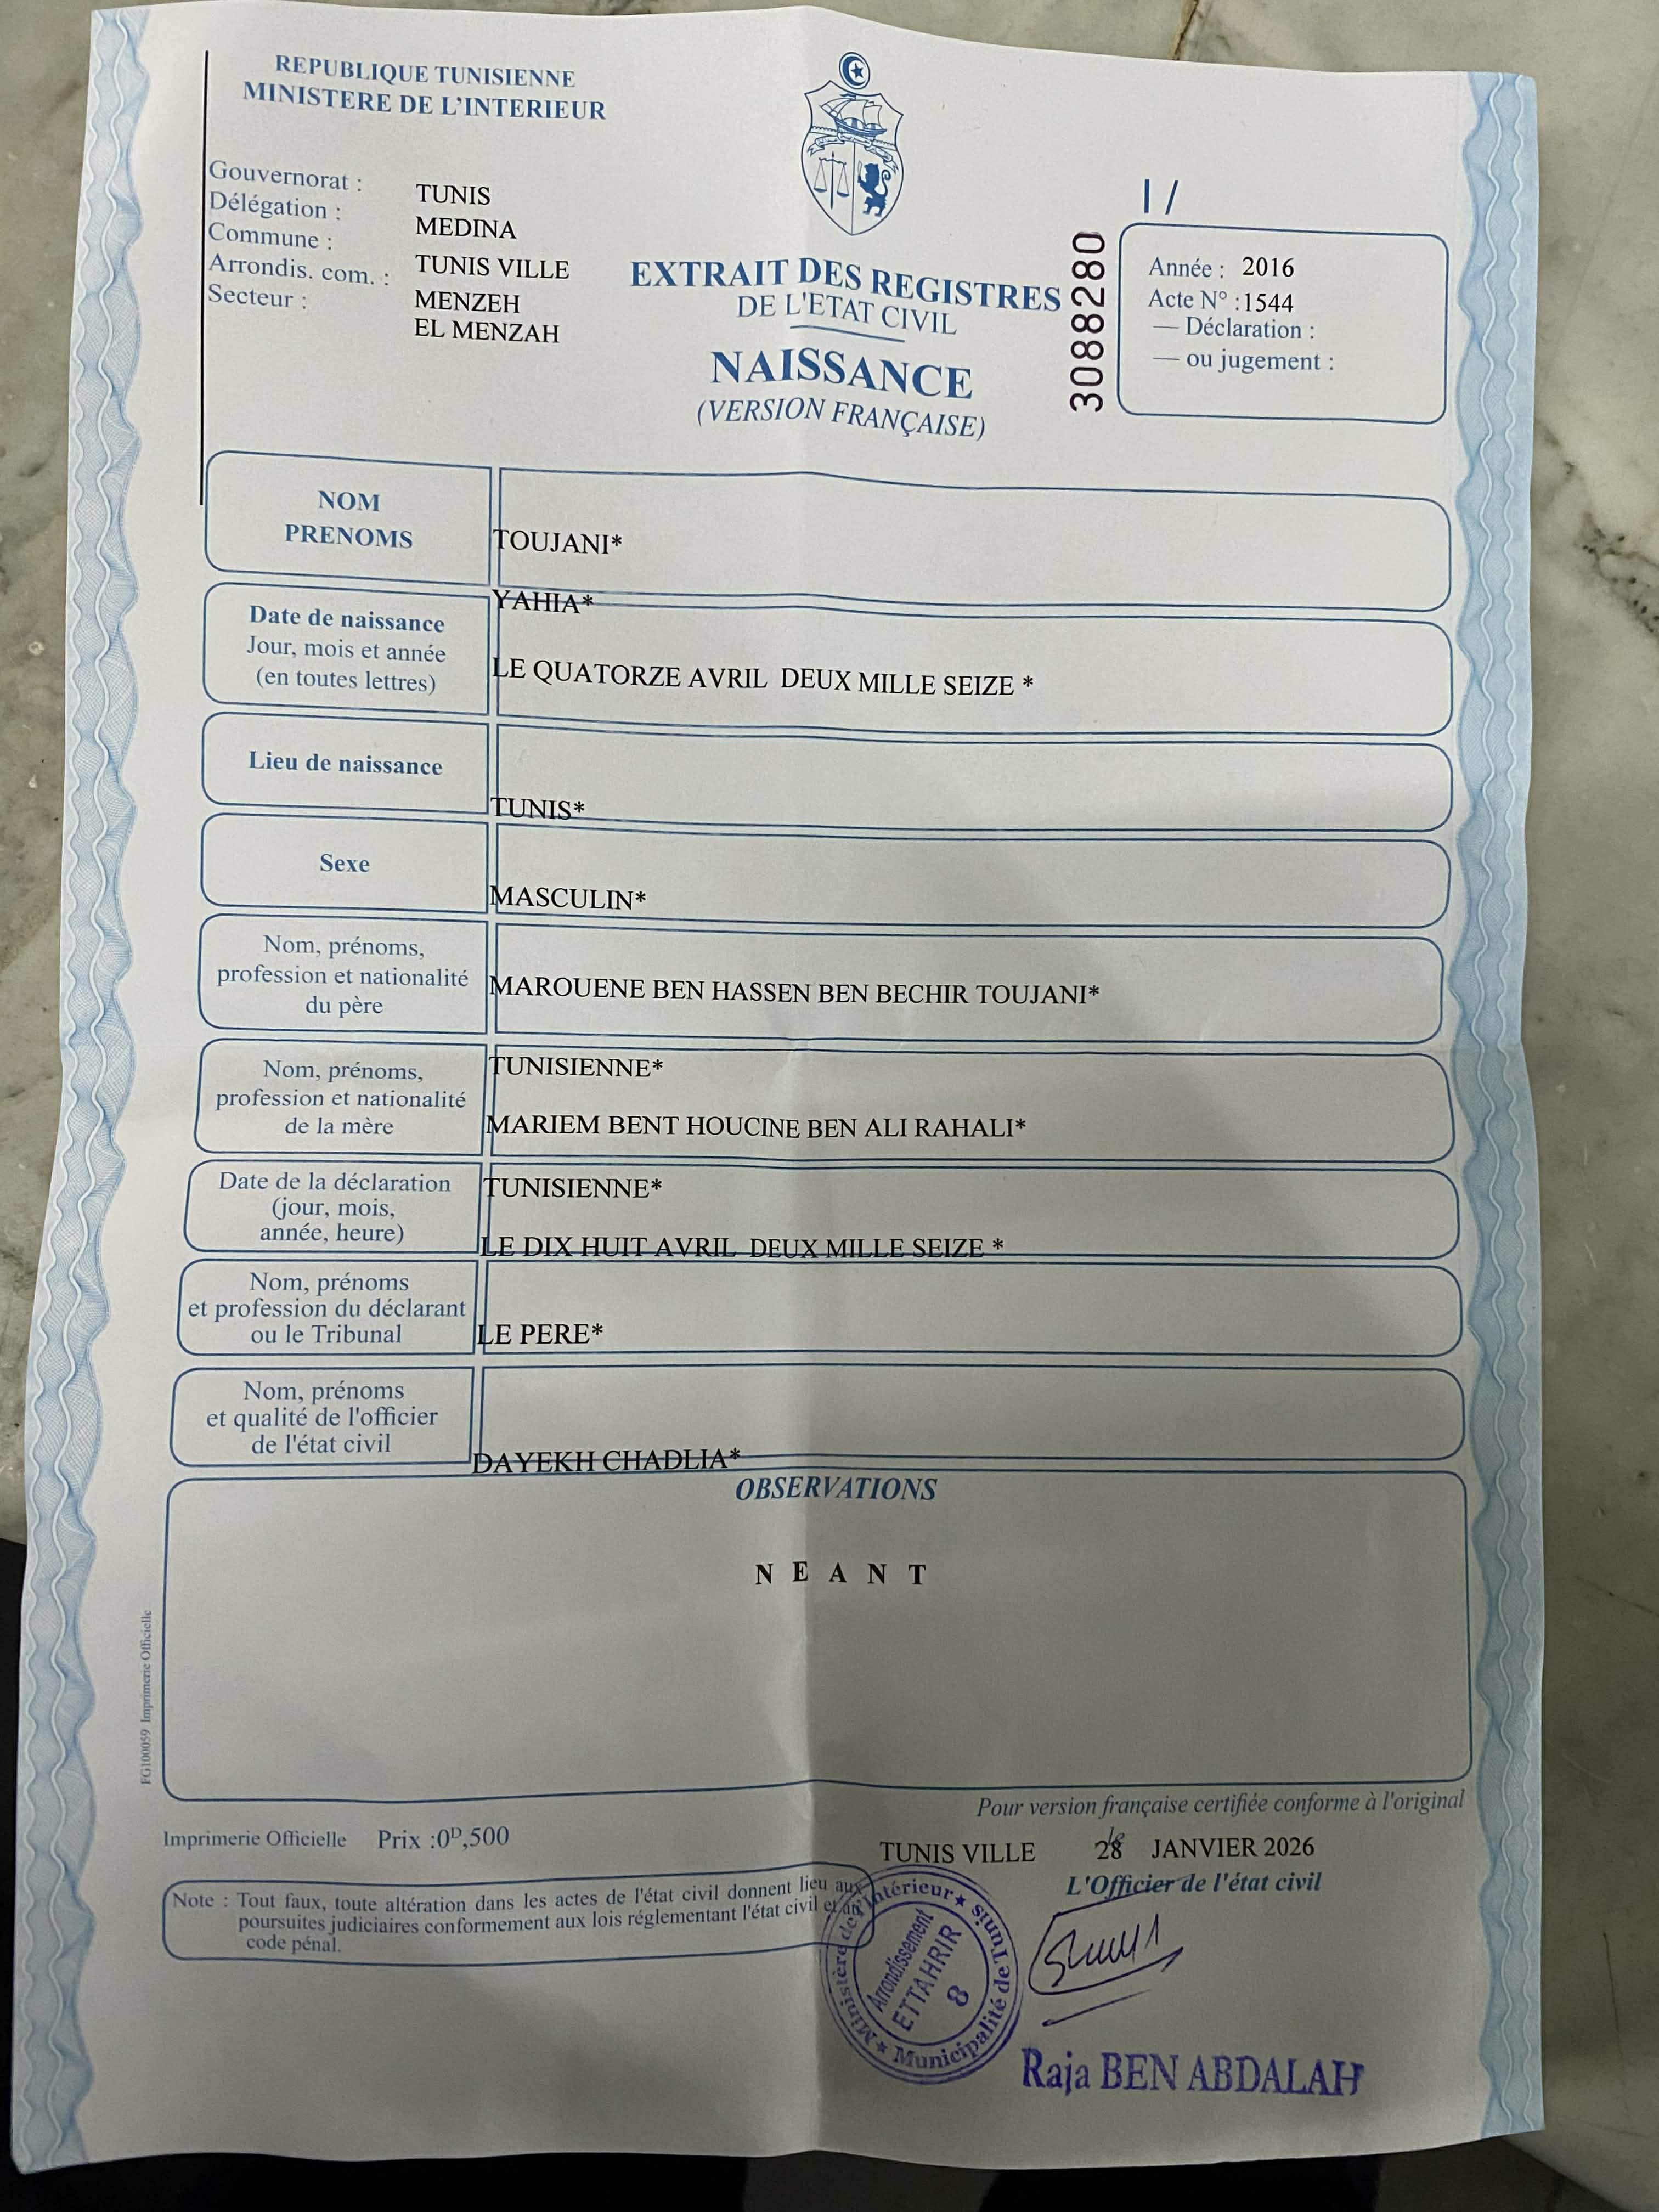 REPUBLIQUE TUNISIENNE
MINISTERE DE L'INTERIEUR
Gouvernorat : TUNIS
Délégation : MEDINA
Commune : TUNIS VILLE
Arrondis. com. : MENZEH
Secteur : EL MENZAH
EXTRAIT DES REGISTRES
DE L'ETAT CIVIL
NAISSANCE
(VERSION FRANÇAISE)
3088280
I /
Année : 2016
Acte N° :1544
— Déclaration :
— ou jugement :
NOM
PRENOMS
TOUJANI*
YAHIA*
Date de naissance
Jour, mois et année
(en toutes lettres)
LE QUATORZE AVRIL DEUX MILLE SEIZE *
Lieu de naissance
TUNIS*
Sexe
MASCULIN*
Nom, prénoms,
profession et nationalité
du père
MAROUENE BEN HASSEN BEN BECHIR TOUJANI*
TUNISIENNE*
Nom, prénoms,
profession et nationalité
de la mère
MARIEM BENT HOUCINE BEN ALI RAHALI*
TUNISIENNE*
Date de la déclaration
(jour, mois,
année, heure)
LE DIX HUIT AVRIL DEUX MILLE SEIZE *
Nom, prénoms
et profession du déclarant
ou le Tribunal
LE PERE*
Nom, prénoms
et qualité de l'officier
de l'état civil
DAYEKH CHADLIA*
OBSERVATIONS
N E A N T
FG100059 Imprimerie Officielle
Pour version française certifiée conforme à l'original
Imprimerie Officielle Prix :0D,500
TUNIS VILLE le 28 JANVIER 2026
L'Officier de l'état civil
Note : Tout faux, toute altération dans les actes de l'état civil donnent lieu aux
poursuites judiciaires conformement aux lois réglementant l'état civil et au
code pénal.
Ministère de l'Intérieur ★ Municipalité de Tunis ★
Arrondissement
ETTAHRIR
8
Raja BEN ABDALAH